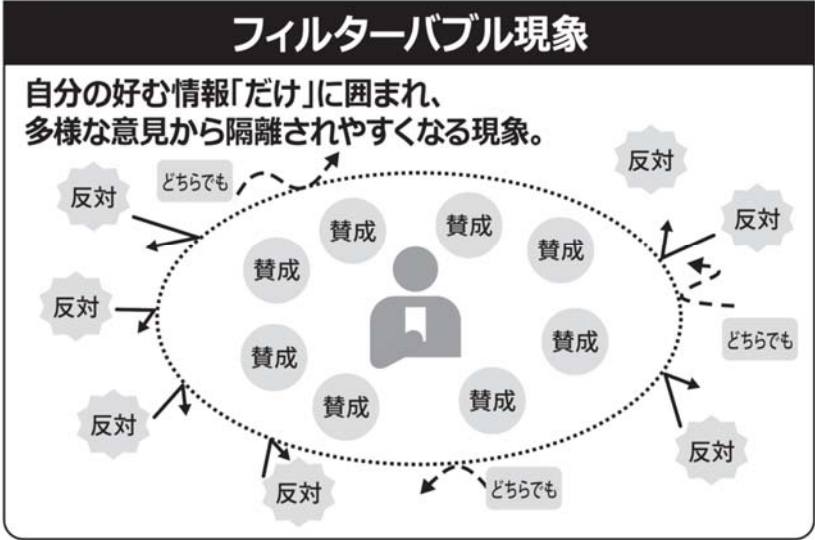 フィルターバブル現象
自分の好む情報「だけ」に囲まれ、
多様な意見から隔離されやすくなる現象。
反対
どちらでも
反対
反対
賛成
賛成
賛成
賛成
反対
賛成
賛成
どちらでも
賛成
賛成
反対
反対
反対
どちらでも